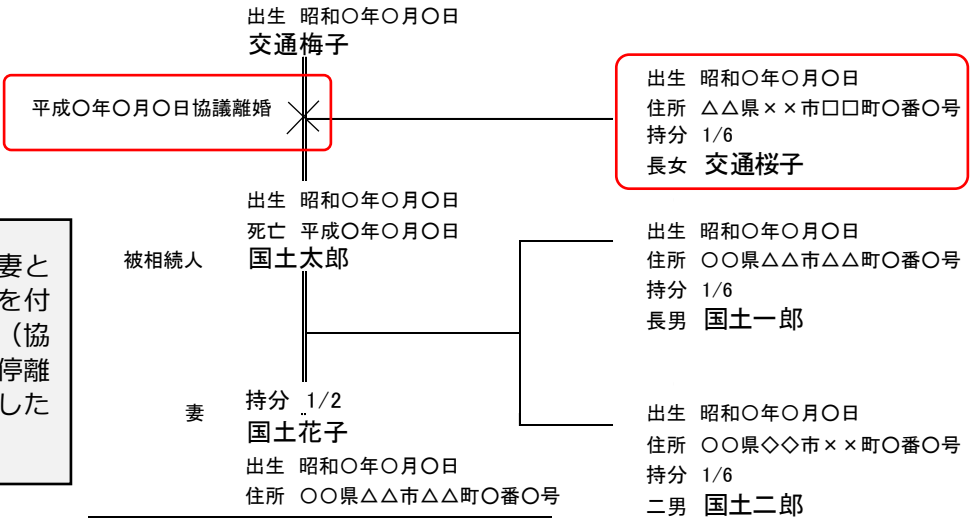 出生 昭和〇年〇月〇日
交通梅子
平成〇年〇月〇日協議離婚
出生 昭和〇年〇月〇日
住所 △△県××市□□町〇番〇号
持分 1/6
長女 交通桜子
出生 昭和〇年〇月〇日
死亡 平成〇年〇月〇日
被相続人 国土太郎
妻と
を付
（協
停離
した
出生 昭和〇年〇月〇日
住所 〇〇県△△市△△町〇番〇号
持分 1/6
長男 国土一郎
持分 1/2
妻 国土花子
出生 昭和〇年〇月〇日
住所 〇〇県△△市△△町〇番〇号
出生 昭和〇年〇月〇日
住所 〇〇県◇◇市××町〇番〇号
持分 1/6
二男 国土二郎